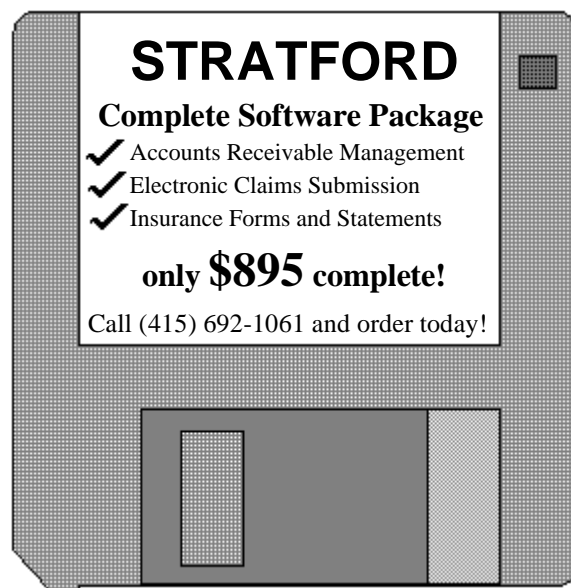 STRATFORD
Complete Software Package
Accounts Receivable Management
Electronic Claims Submission
Insurance Forms and Statements
only $895 complete!
Call (415) 692-1061 and order today!